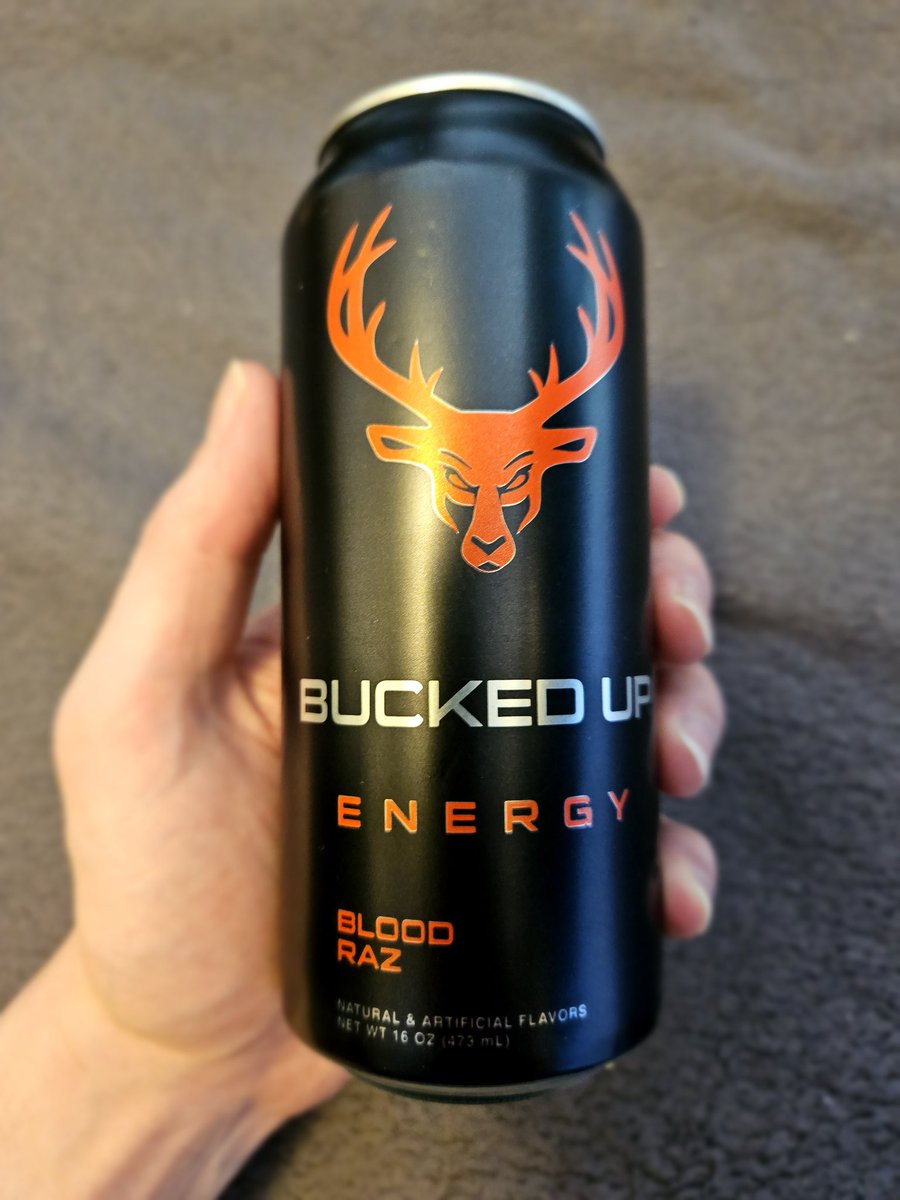 BUCKED UP
ENERGY
BLOOD
RAZ
NATURAL & ARTIFICIAL FLAVORS
NET WT 16 OZ (473 mL)